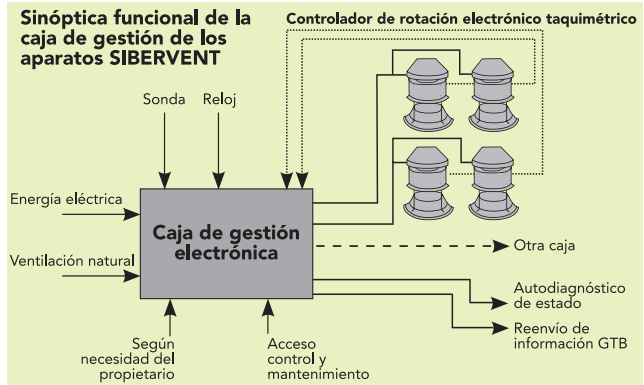 Sinóptica funcional de la
caja de gestión de los
aparatos SIBERVENT
Controlador de rotación electrónico taquimétrico
Sonda
Reloj
Energía eléctrica
Ventilación natural
Caja de gestión
electrónica
Otra caja
Autodiagnóstico
de estado
Reenvío de
información GTB
Según
necesidad del
propietario
Acceso
control y
mantenimiento